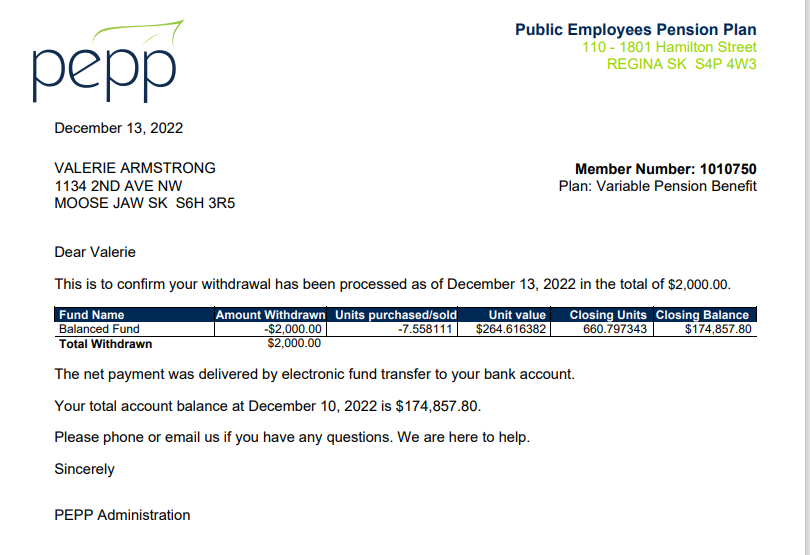 pepp
Public Employees Pension Plan
110 - 1801 Hamilton Street
REGINA SK  S4P 4W3
December 13, 2022
VALERIE ARMSTRONG
1134 2ND AVE NW
MOOSE JAW SK  S6H 3R5
Member Number: 1010750
Plan: Variable Pension Benefit
Dear Valerie
This is to confirm your withdrawal has been processed as of December 13, 2022 in the total of $2,000.00.
Fund Name Amount Withdrawn Units purchased/sold Unit value Closing Units Closing Balance
Balanced Fund -$2,000.00 -7.558111 $264.616382 660.797343 $174,857.80
Total Withdrawn $2,000.00
The net payment was delivered by electronic fund transfer to your bank account.
Your total account balance at December 10, 2022 is $174,857.80.
Please phone or email us if you have any questions. We are here to help.
Sincerely
PEPP Administration